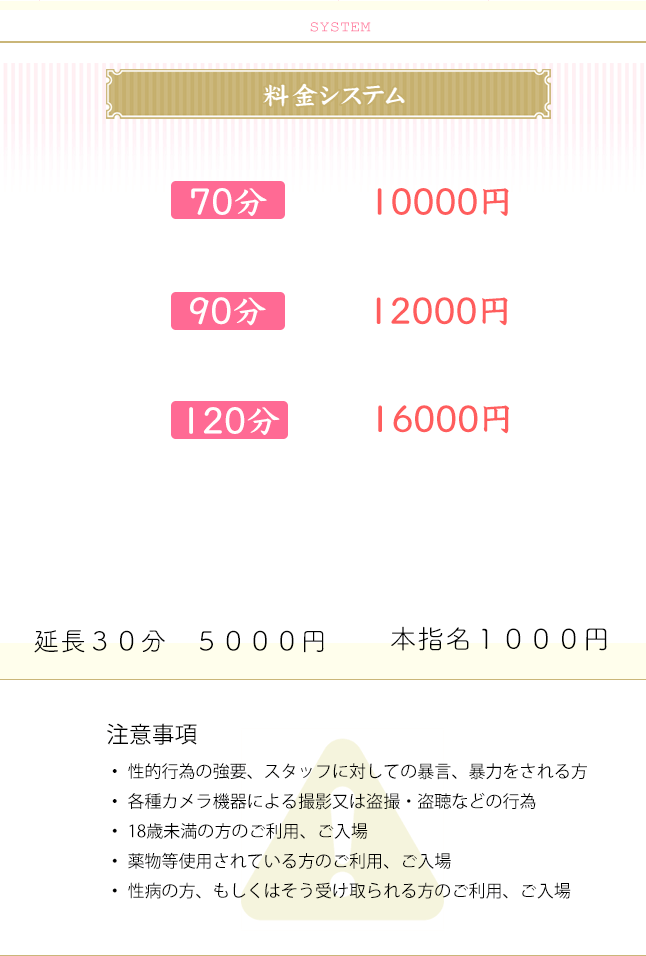 SYSTEM
料金システム
70分 10000円
90分 12000円
120分 16000円
延長３０分　５０００円 本指名１０００円
注意事項
・ 性的行為の強要、スタッフに対しての暴言、暴力をされる方
・ 各種カメラ機器による撮影又は盗撮・盗聴などの行為
・ 18歳未満の方のご利用、ご入場
・ 薬物等使用されている方のご利用、ご入場
・ 性病の方、もしくはそう受け取られる方のご利用、ご入場